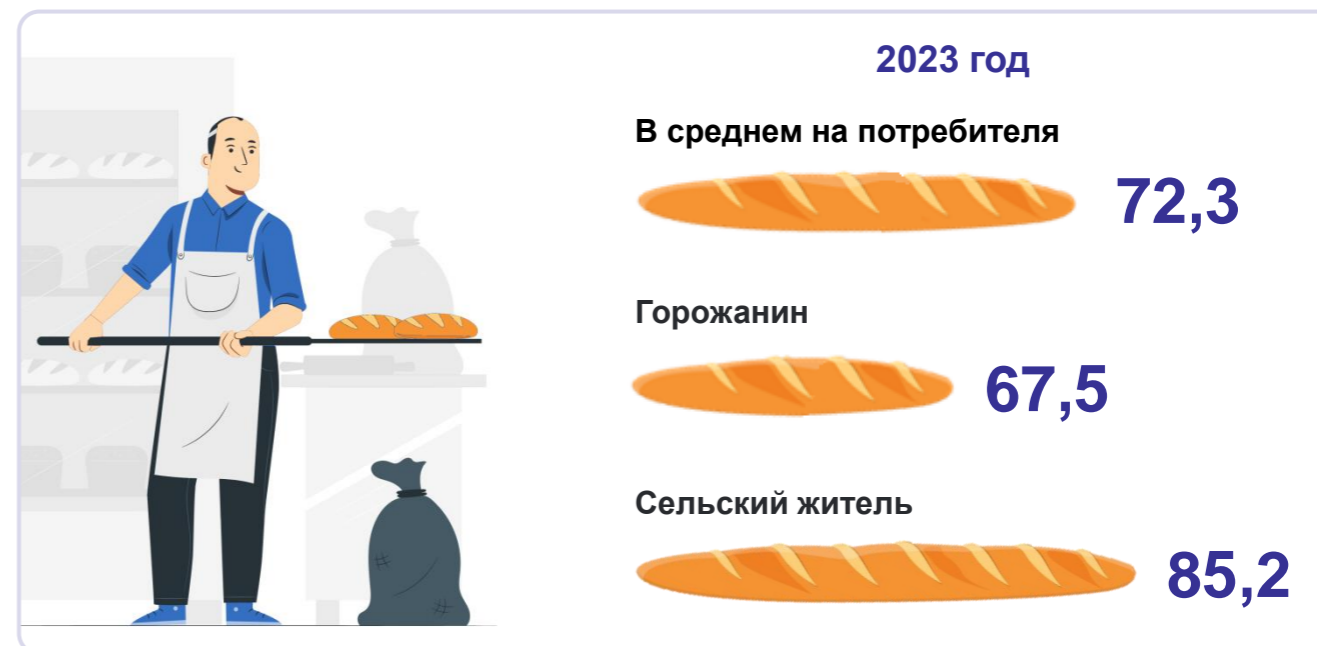 2023 год
В среднем на потребителя
72,3
Горожанин
67,5
Сельский житель
85,2